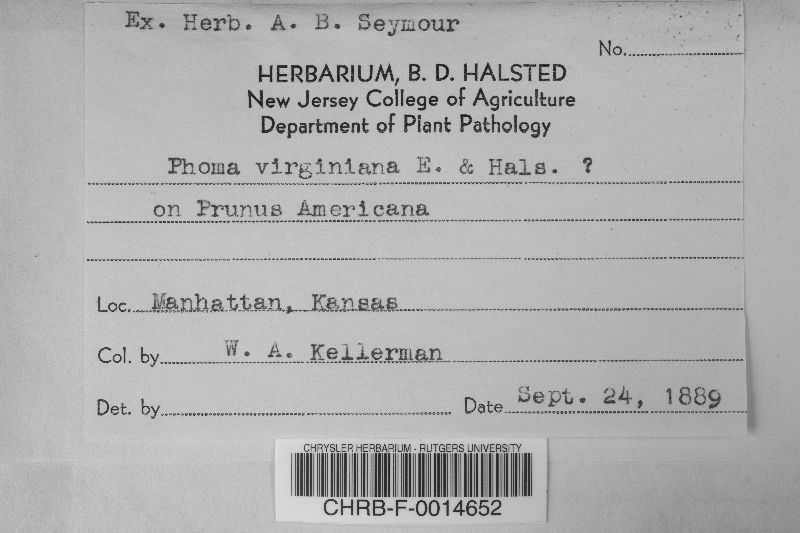 Ex. Herb. A. B. Seymour
No.
HERBARIUM, B. D. HALSTED
New Jersey College of Agriculture
Department of Plant Pathology
Phoma virginiana E. & Hals. ?
on Prunus Americana
Loc. Manhattan, Kansas
Col. by W. A. Kellerman
Det. by Date Sept. 24, 1889
CHRYSLER HERBARIUM - RUTGERS UNIVERSITY
CHRB-F-0014652